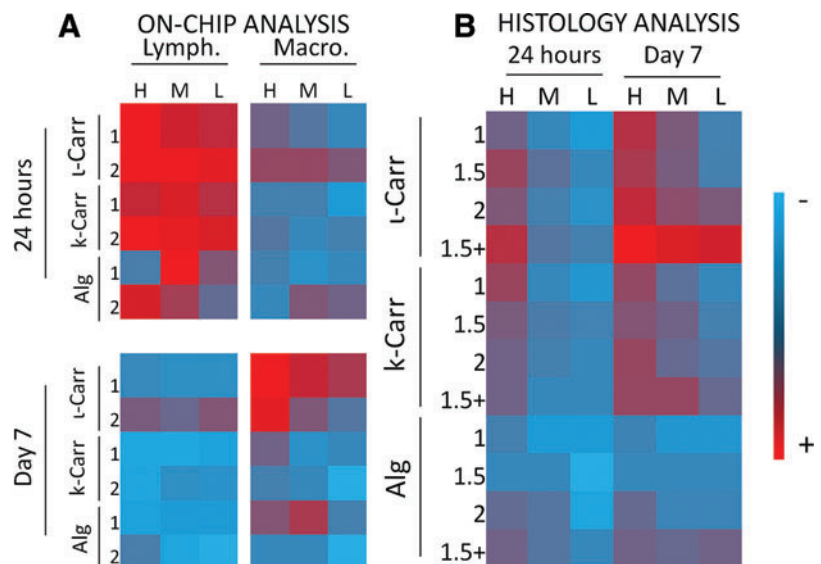 A ON-CHIP ANALYSIS
Lymph. Macro.
H M L H M L
24 hours
ι-Carr
1
2
k-Carr
1
2
Alg
1
2
Day 7
ι-Carr
1
2
k-Carr
1
2
Alg
1
2
B HISTOLOGY ANALYSIS
24 hours Day 7
H M L H M L
ι-Carr
1
1.5
2
1.5+
k-Carr
1
1.5
2
1.5+
Alg
1
1.5
2
1.5+
-
+